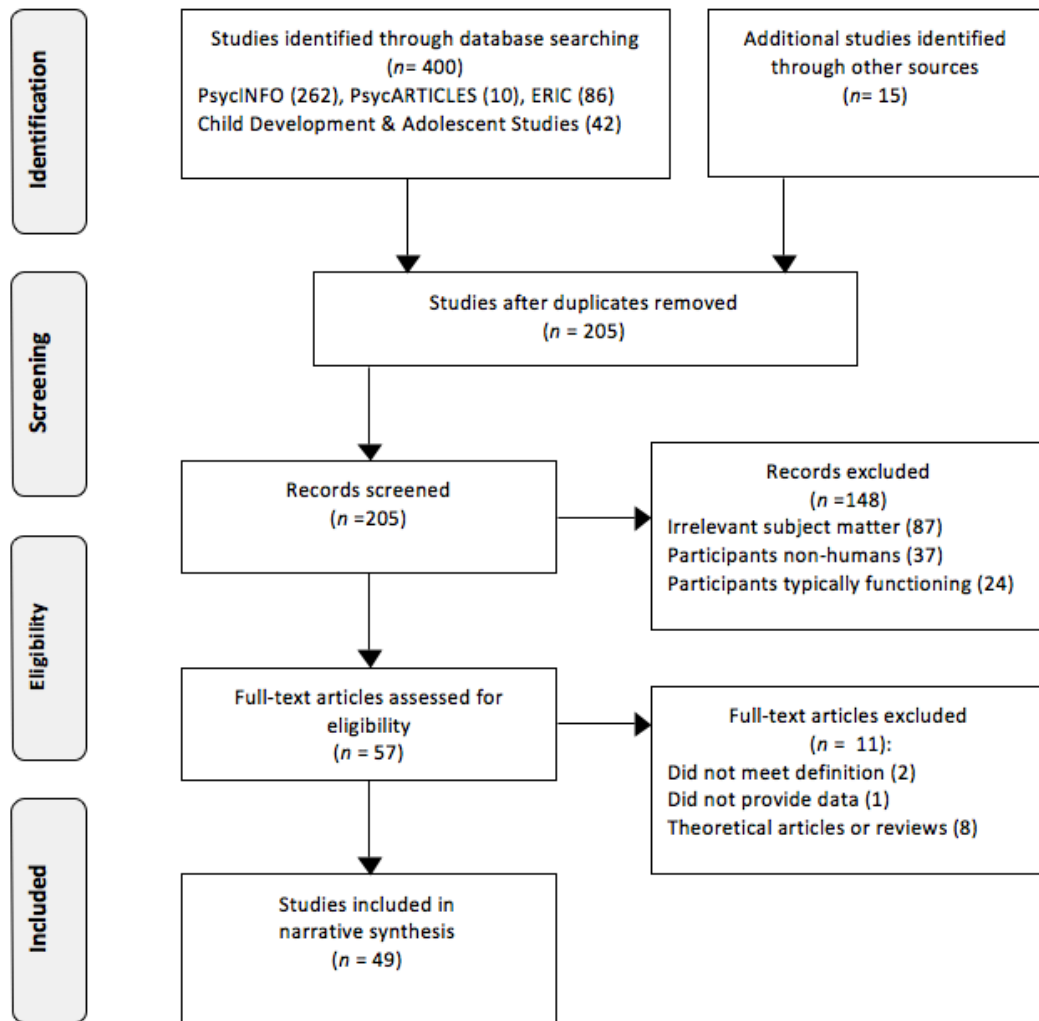 Identification
Studies identified through database searching
(n= 400)
PsycINFO (262), PsycARTICLES (10), ERIC (86)
Child Development & Adolescent Studies (42)
Additional studies identified
through other sources
(n= 15)
Screening
Studies after duplicates removed
(n = 205)
Records screened
(n =205)
Records excluded
(n =148)
Irrelevant subject matter (87)
Participants non-humans (37)
Participants typically functioning (24)
Eligibility
Full-text articles assessed for
eligibility
(n = 57)
Full-text articles excluded
(n = 11):
Did not meet definition (2)
Did not provide data (1)
Theoretical articles or reviews (8)
Included
Studies included in
narrative synthesis
(n = 49)